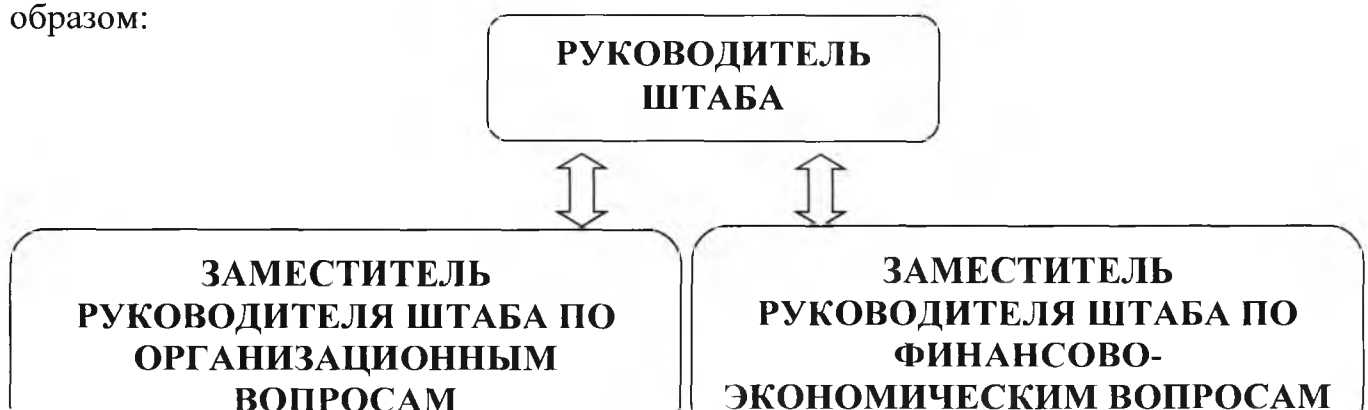 образом:
РУКОВОДИТЕЛЬ
ШТАБА
ЗАМЕСТИТЕЛЬ
РУКОВОДИТЕЛЯ ШТАБА ПО
ОРГАНИЗАЦИОННЫМ
ВОПРОСАМ
ЗАМЕСТИТЕЛЬ
РУКОВОДИТЕЛЯ ШТАБА ПО
ФИНАНСОВО-
ЭКОНОМИЧЕСКИМ ВОПРОСАМ